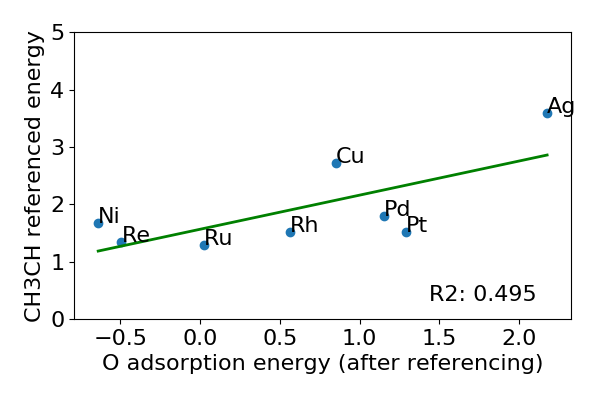 CH3CH referenced energy
5
4
3
2
1
0
Ag
Cu
Ni
Re
Ru
Rh
Pd
Pt
R2: 0.495
−0.5
0.0
0.5
1.0
1.5
2.0
O adsorption energy (after referencing)